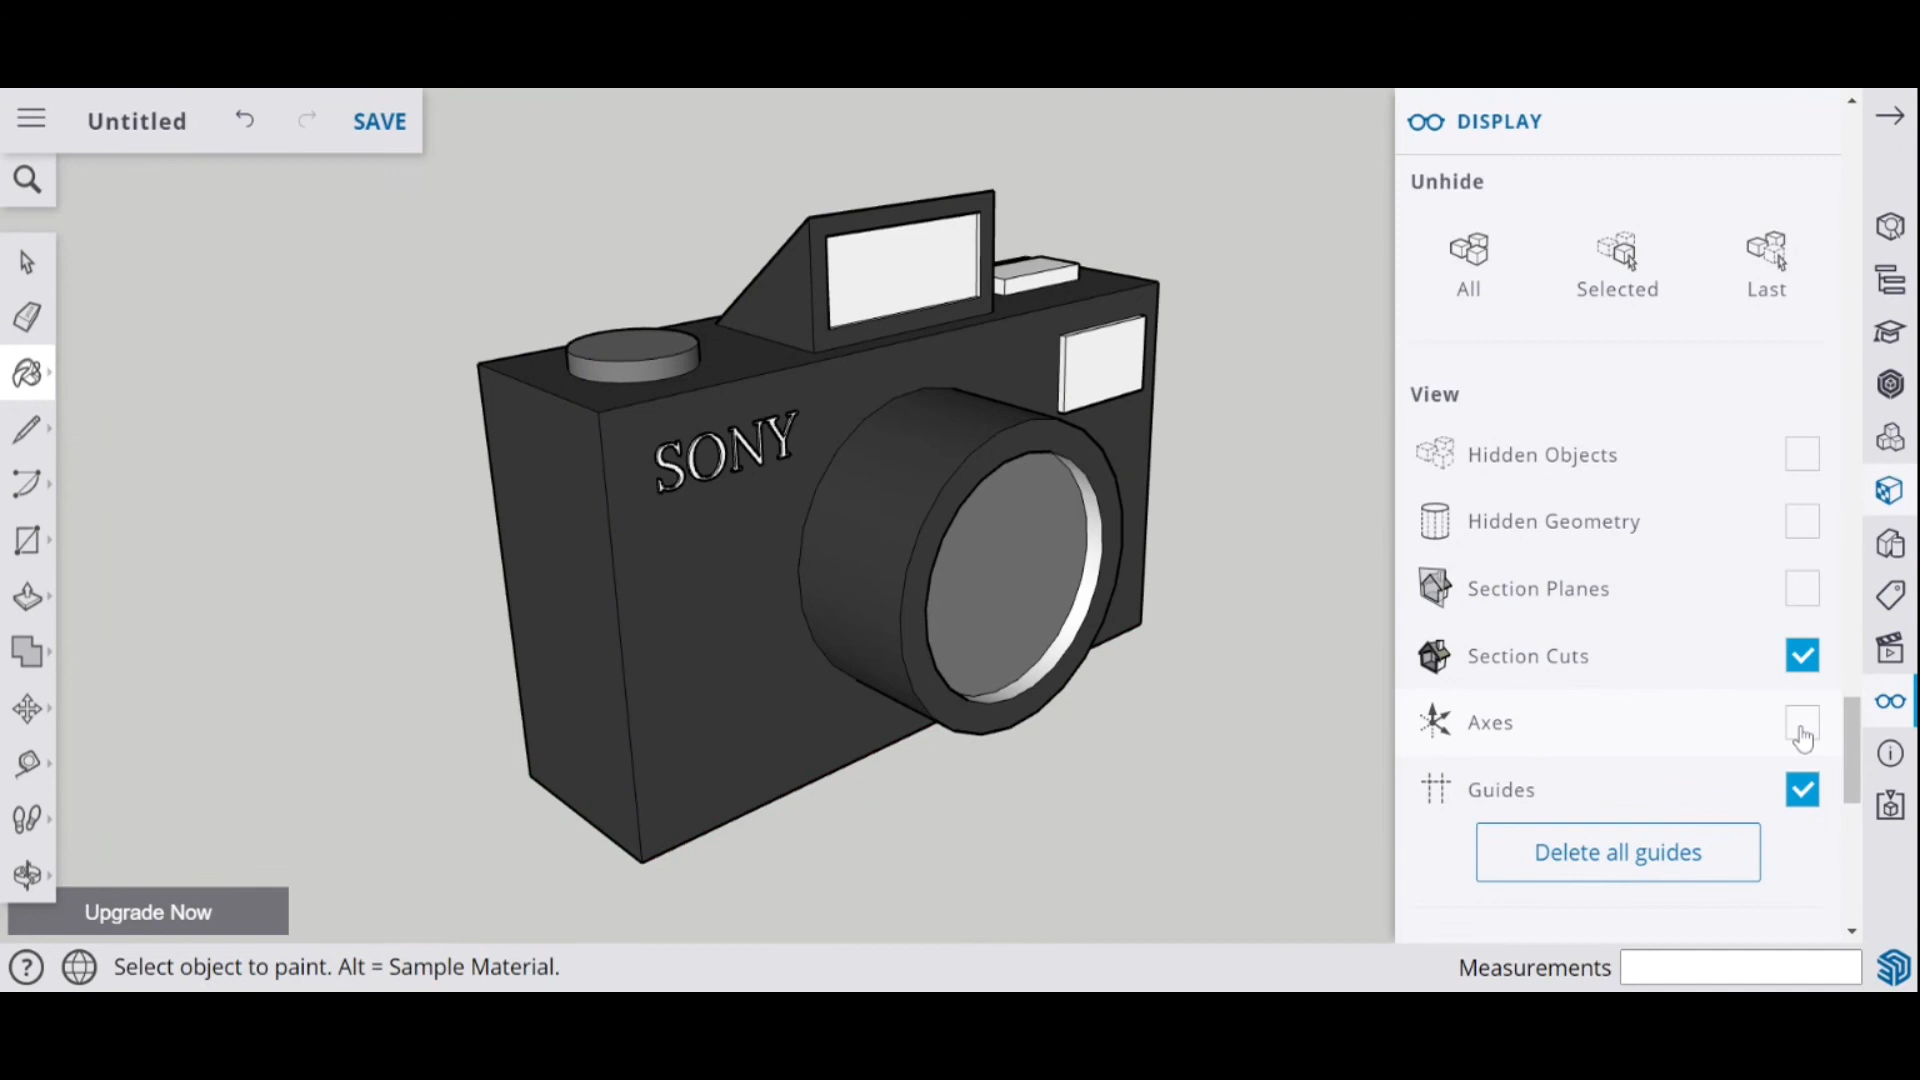 Untitled
SAVE
DISPLAY
Unhide
All
Selected
Last
View
Hidden Objects
Hidden Geometry
Section Planes
Section Cuts
Axes
Guides
Delete all guides
SONY
Upgrade Now
Select object to paint. Alt = Sample Material.
Measurements